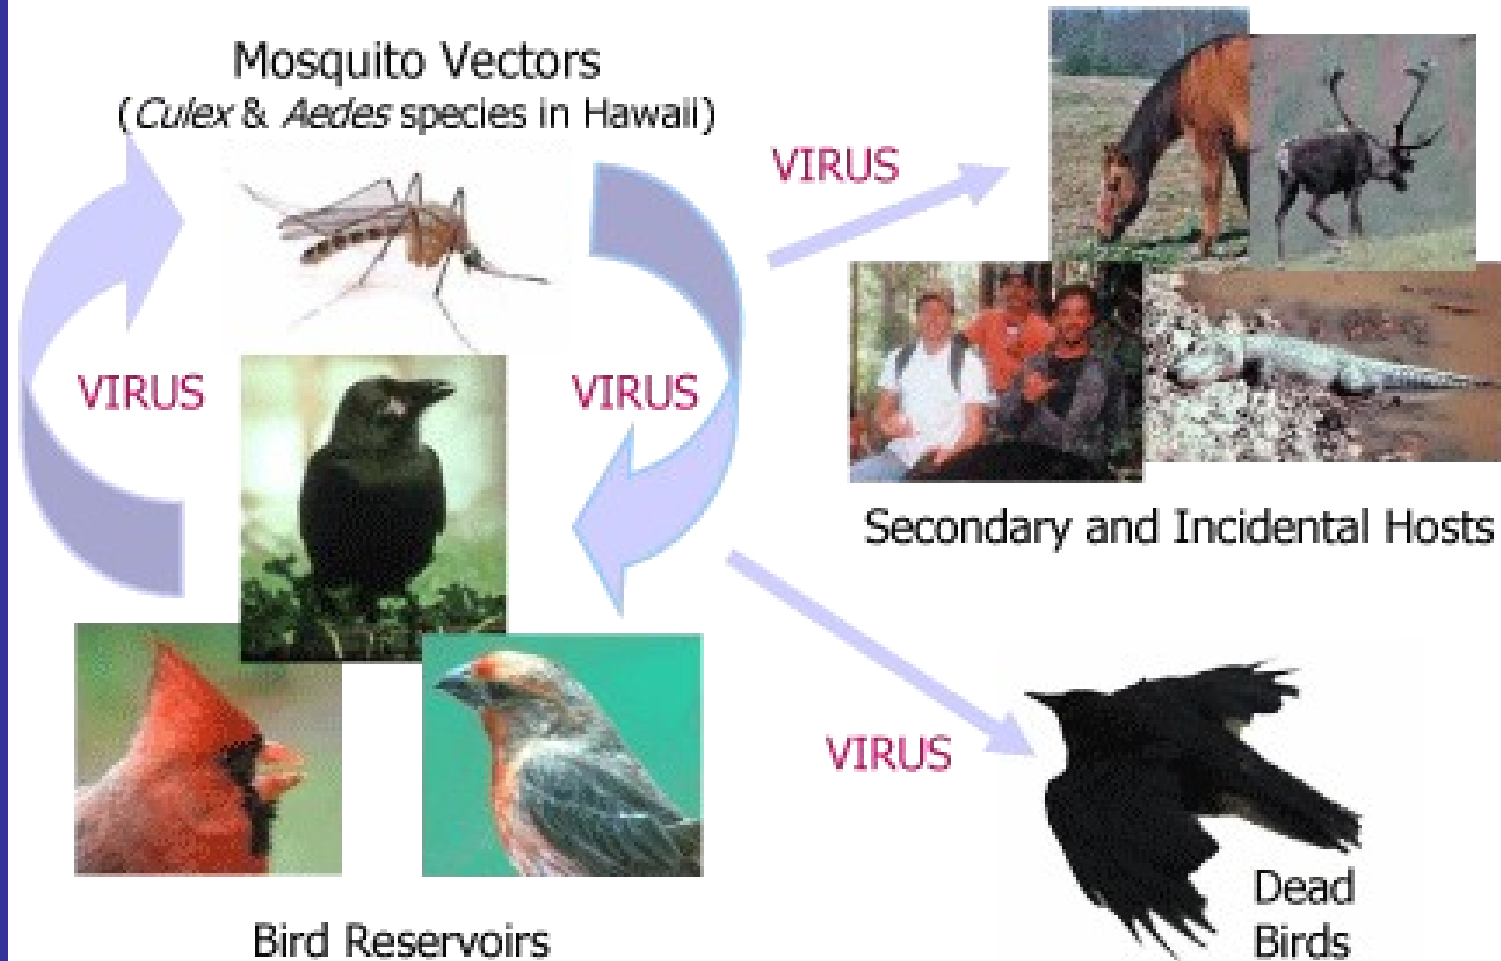 Mosquito Vectors
(Culex & Aedes species in Hawaii)
VIRUS
VIRUS
VIRUS
Secondary and Incidental Hosts
VIRUS
Dead
Birds
Bird Reservoirs